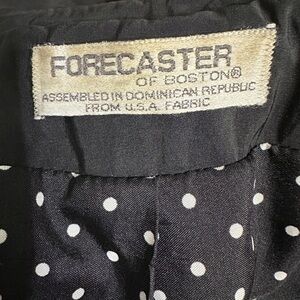 FORECASTER
OF BOSTON®
ASSEMBLED IN DOMINICAN REPUBLIC
FROM U.S.A. FABRIC